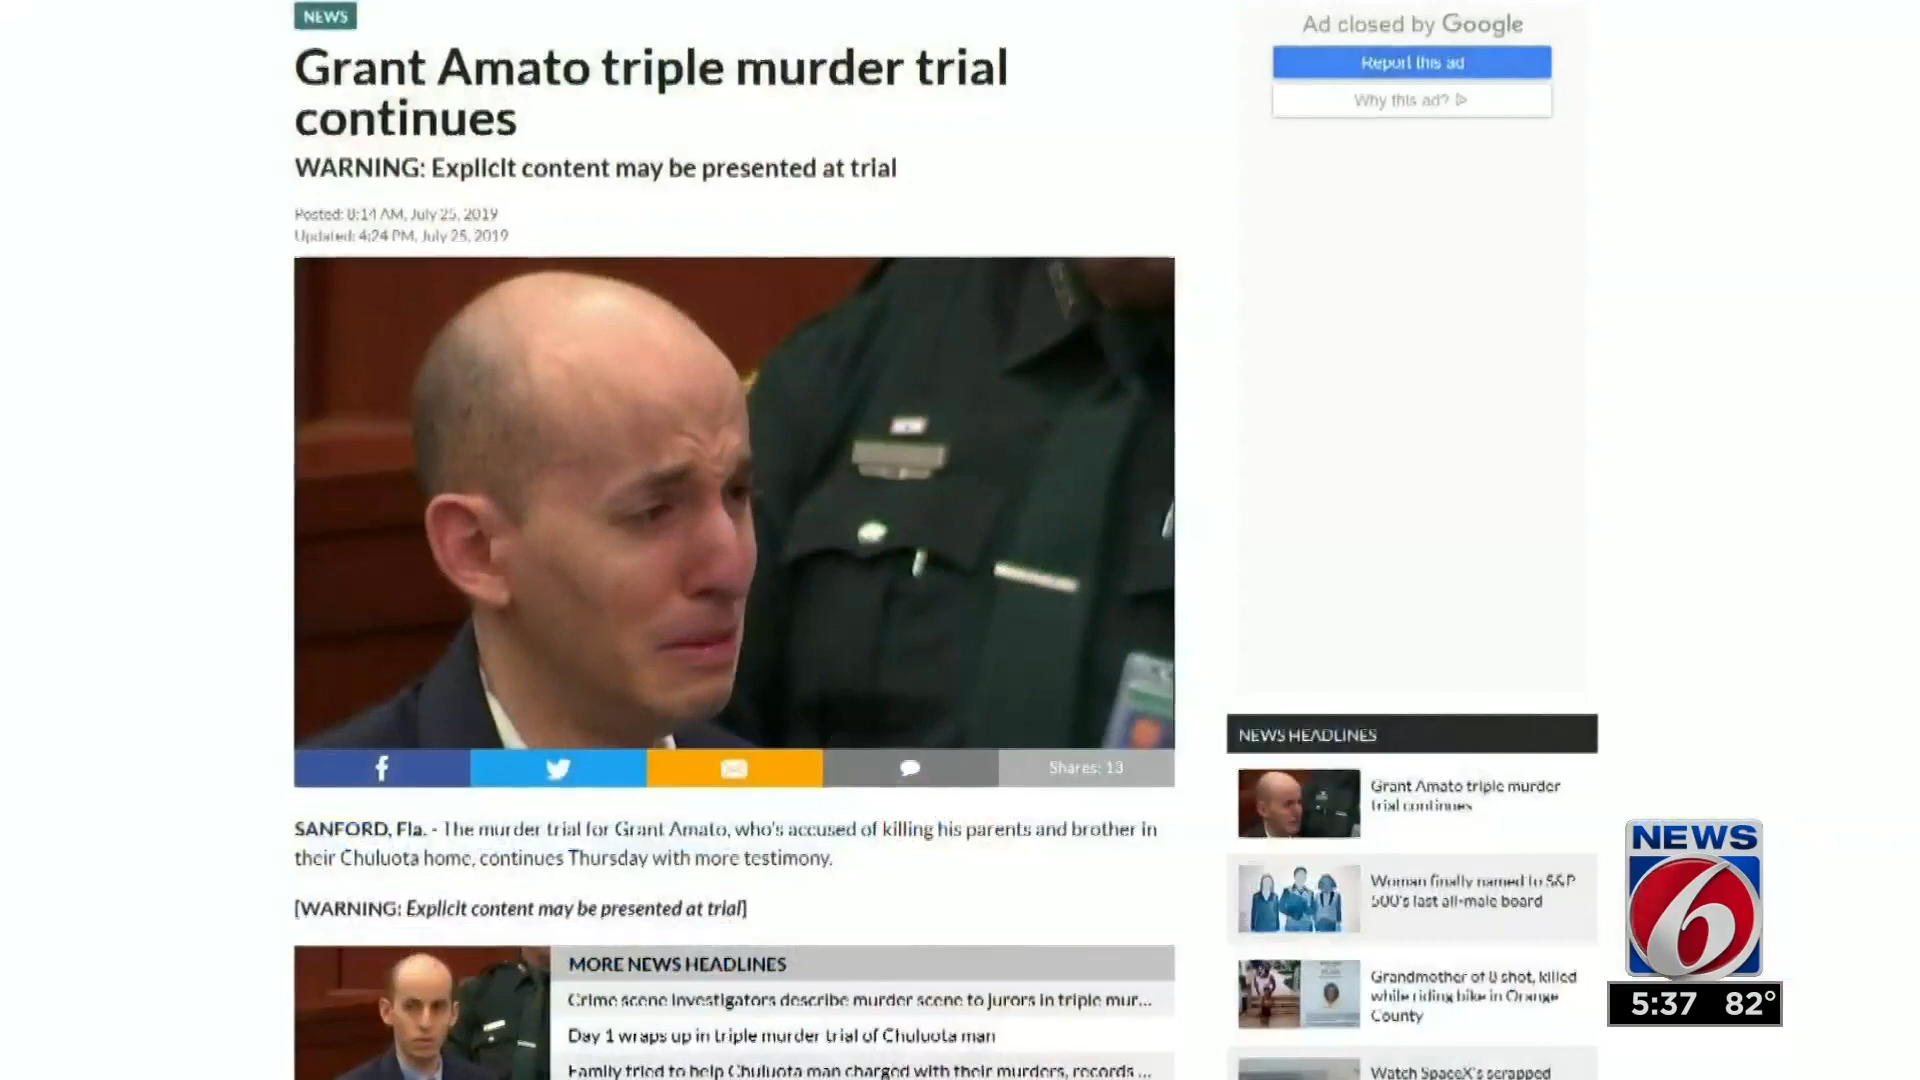 NEWS
Grant Amato triple murder trial
continues
WARNING: Explicit content may be presented at trial
Posted: 8:14 AM, July 25, 2019
Updated: 4:24 PM, July 25, 2019
Shares: 13
SANFORD, Fla. - The murder trial for Grant Amato, who's accused of killing his parents and brother in
their Chuluota home, continues Thursday with more testimony.
[WARNING: Explicit content may be presented at trial]
MORE NEWS HEADLINES
Crime scene investigators describe murder scene to jurors in triple mur...
Day 1 wraps up in triple murder trial of Chuluota man
Family tried to help Chuluota man charged with their murders, records ...
Ad closed by Google
Report this ad
Why this ad?
NEWS HEADLINES
Grant Amato triple murder
trial continues
Woman finally named to S&P
500's last all-male board
Grandmother of 8 shot, killed
while riding bike in Orange
County
Watch SpaceX's scrapped
NEWS
6
5:37 82°